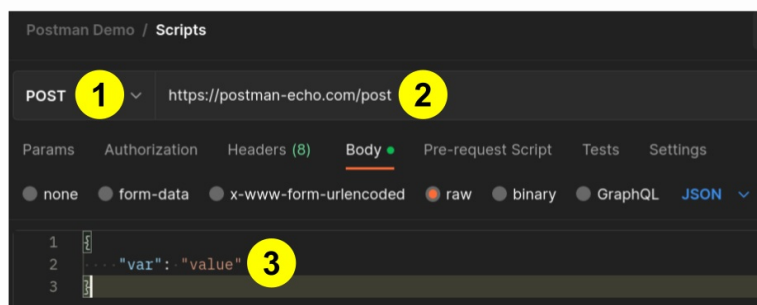 Postman Demo / Scripts
POST 1 https://postman-echo.com/post 2
Params Authorization Headers (8) Body Pre-request Script Tests Settings
none form-data x-www-form-urlencoded raw binary GraphQL JSON
1 {
2 "var": "value" 3
3 }